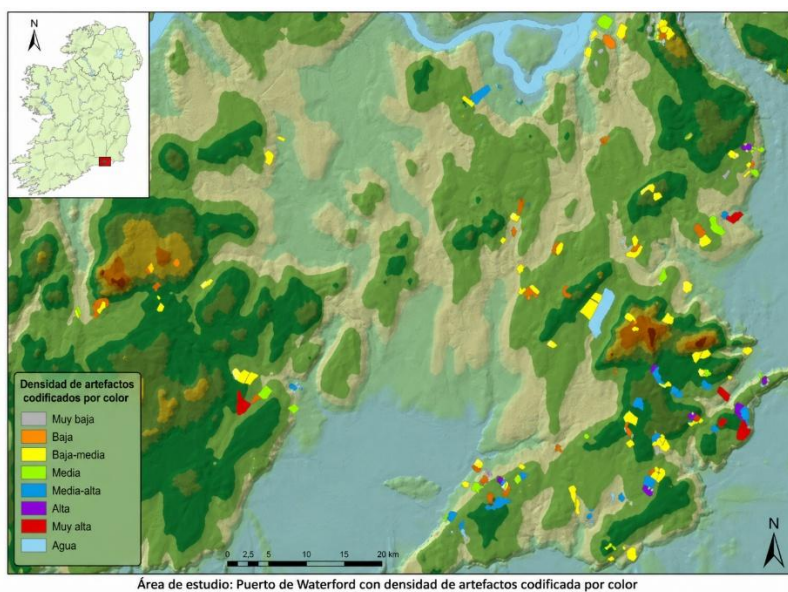 N
Densidad de artefactos
codificados por color
Muy baja
Baja
Baja-media
Media
Media-alta
Alta
Muy alta
Agua
0 2,5 5 10 15 20 km
N
Área de estudio: Puerto de Waterford con densidad de artefactos codificada por color